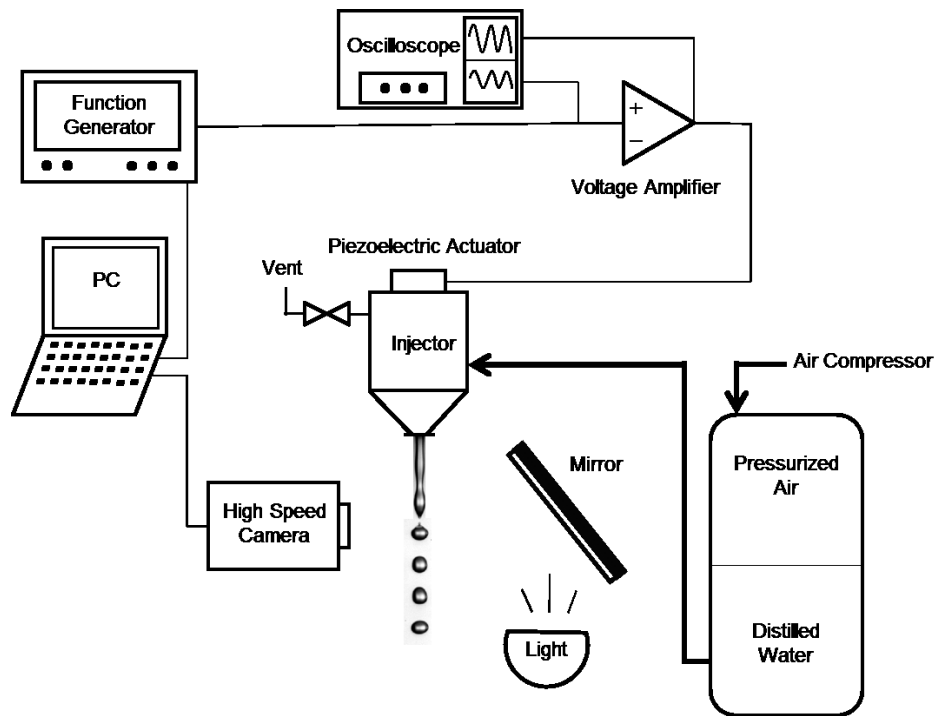 Oscilloscope
Function
Generator
+
−
Voltage Amplifier
Piezoelectric Actuator
Vent
PC
Injector
Air Compressor
Mirror
Pressurized
Air
High Speed
Camera
Light
Distilled
Water